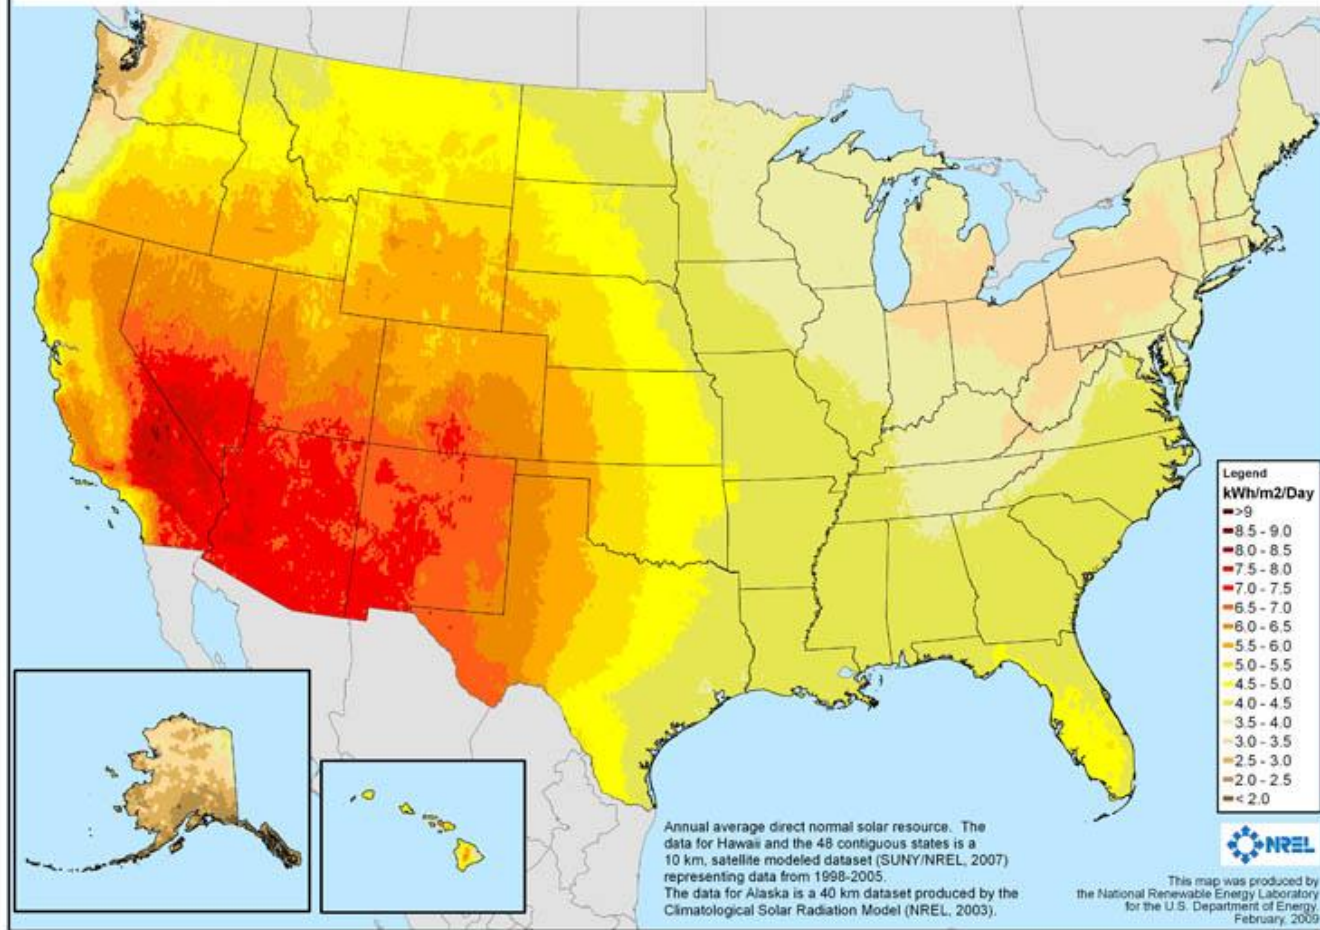 Legend
kWh/m2/Day
>9
8.5 - 9.0
8.0 - 8.5
7.5 - 8.0
7.0 - 7.5
6.5 - 7.0
6.0 - 6.5
5.5 - 6.0
5.0 - 5.5
4.5 - 5.0
4.0 - 4.5
3.5 - 4.0
3.0 - 3.5
2.5 - 3.0
2.0 - 2.5
< 2.0
Annual average direct normal solar resource. The
data for Hawaii and the 48 contiguous states is a
10 km, satellite modeled dataset (SUNY/NREL, 2007)
representing data from 1998-2005.
The data for Alaska is a 40 km dataset produced by the
Climatological Solar Radiation Model (NREL, 2003).
NREL
This map was produced by
the National Renewable Energy Laboratory
for the U.S. Department of Energy.
February, 2009